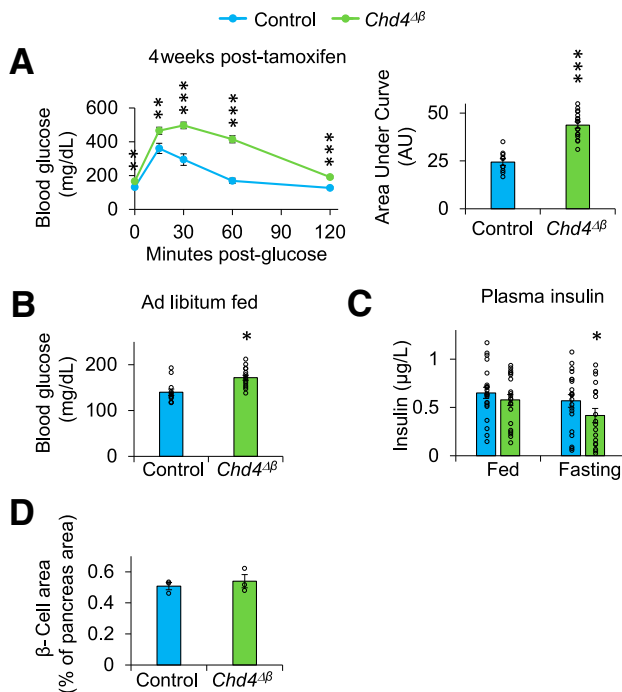 Control Chd4Δβ
A
4 weeks post-tamoxifen
Blood glucose
(mg/dL)
600
400
200
0
** ** *** *** ***
0 30 60 90 120
Minutes post-glucose
Area Under Curve
(AU)
50
25
0
***
Control Chd4Δβ
B
Ad libitum fed
Blood glucose
(mg/dL)
200
100
0
*
Control Chd4Δβ
C
Plasma insulin
Insulin (µg/L)
1
0.5
0
*
Fed Fasting
D
β-Cell area
(% of pancreas area)
0.6
0.4
0.2
0
Control Chd4Δβ